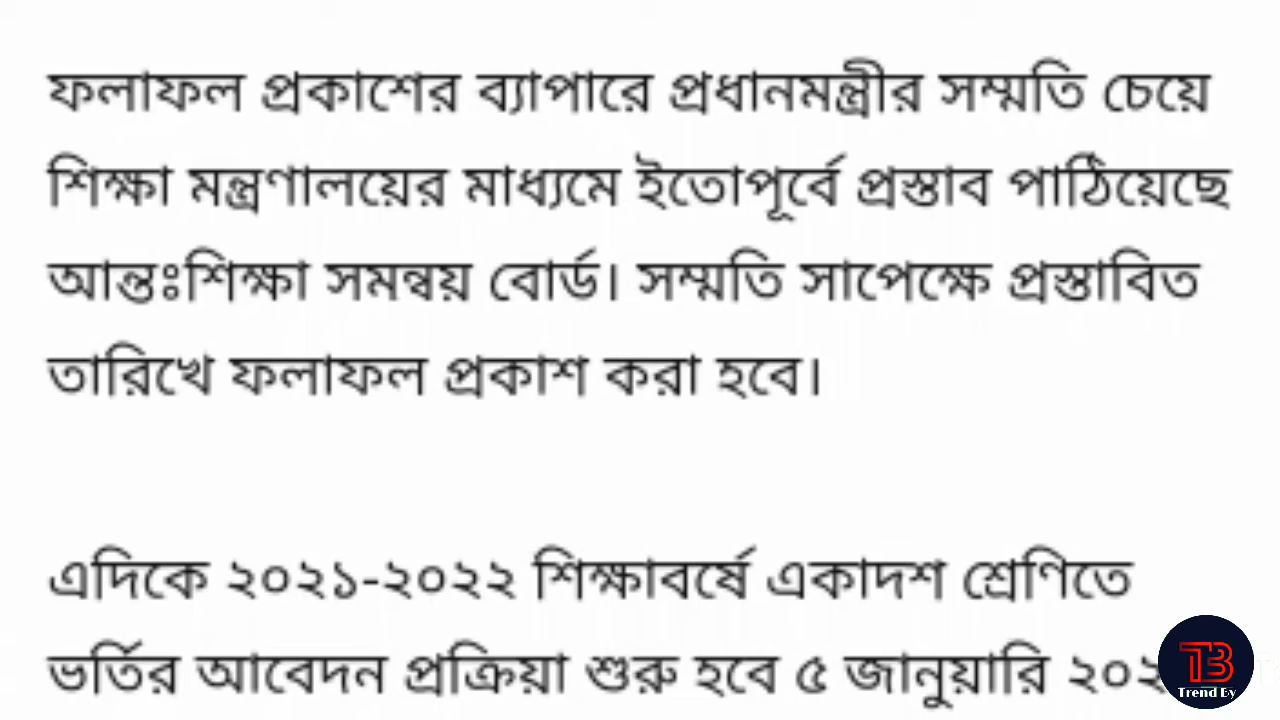 ফলাফল প্রকাশের ব্যাপারে প্রধানমন্ত্রীর সম্মতি চেয়ে
শিক্ষা মন্ত্রণালয়ের মাধ্যমে ইতোপূর্বে প্রস্তাব পাঠিয়েছে
আন্তঃশিক্ষা সমন্বয় বোর্ড। সম্মতি সাপেক্ষে প্রস্তাবিত
তারিখে ফলাফল প্রকাশ করা হবে।
এদিকে ২০২১-২০২২ শিক্ষাবর্ষে একাদশ শ্রেণিতে
ভর্তির আবেদন প্রক্রিয়া শুরু হবে ৫ জানুয়ারি
TB
Trend Ey